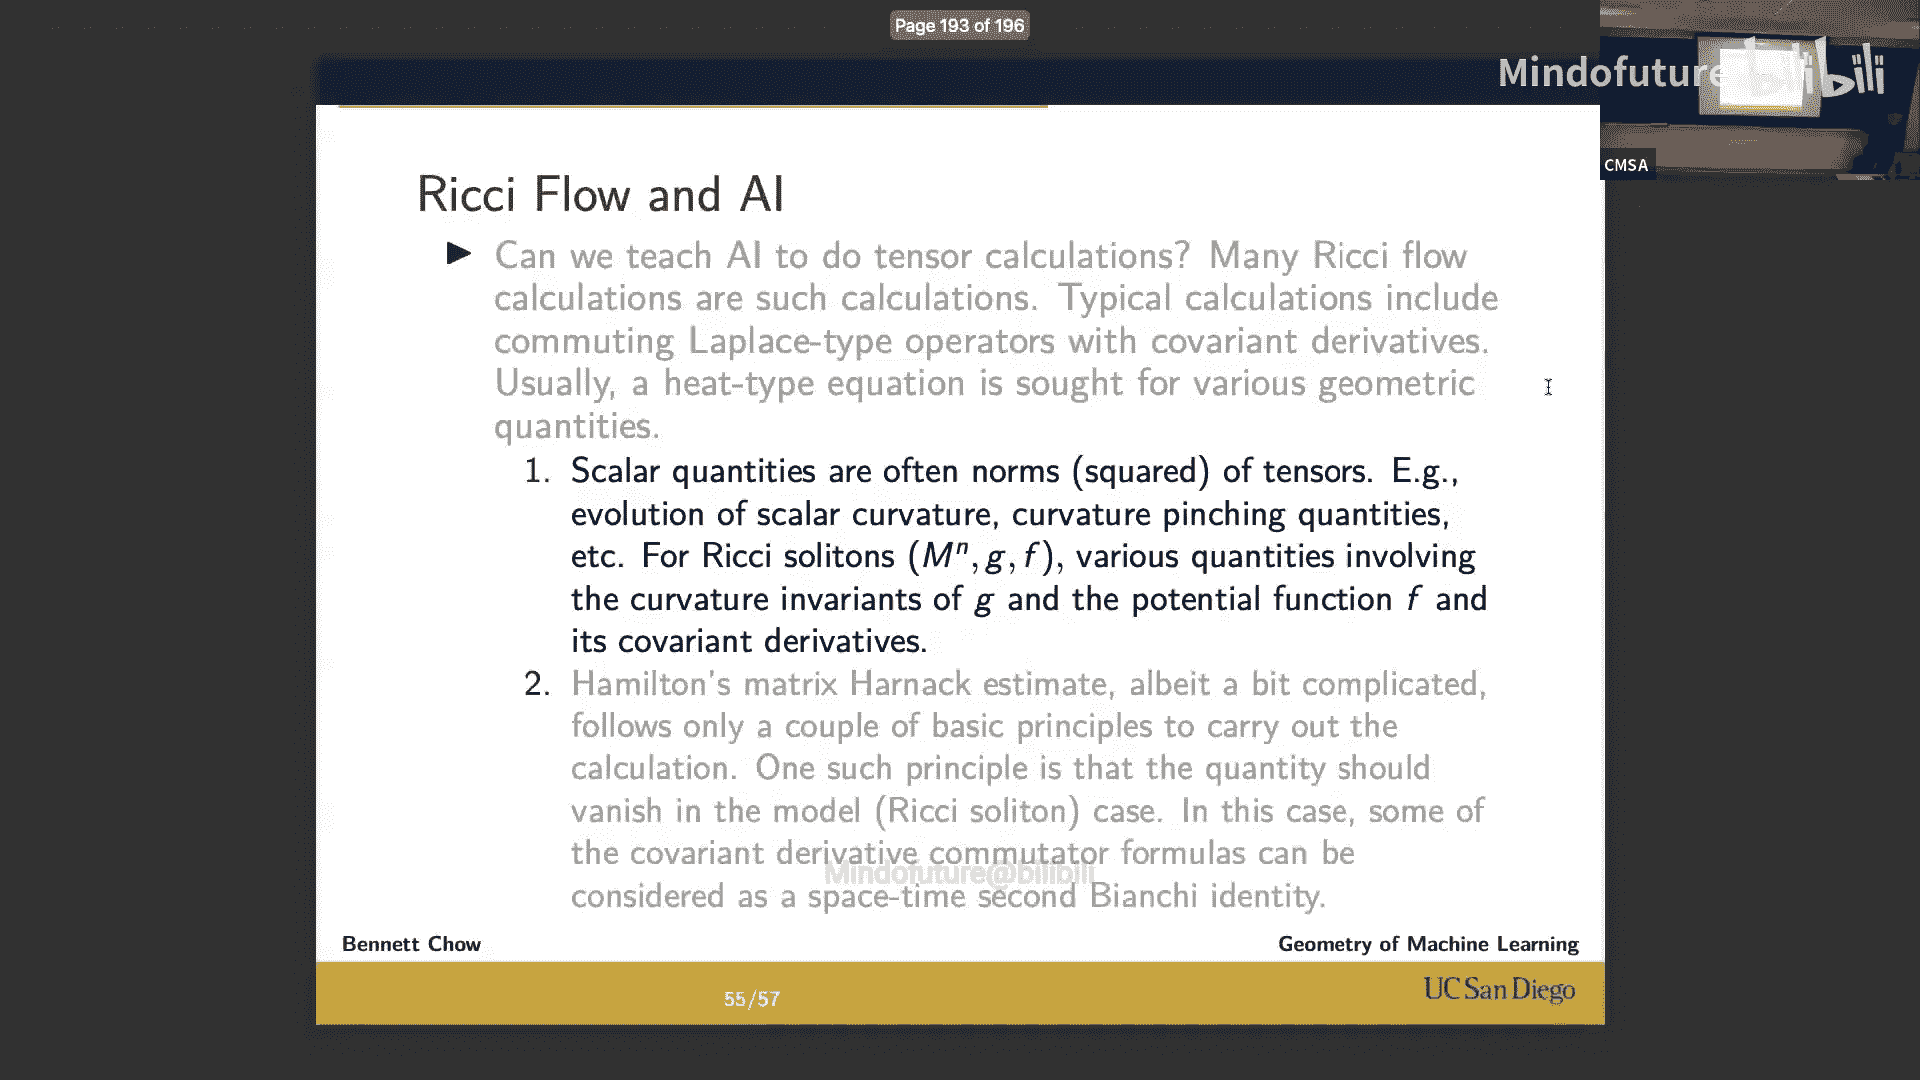 Page 193 of 196
Mindofuture bilibili
CMSA
Ricci Flow and AI
▶ Can we teach AI to do tensor calculations? Many Ricci flow
calculations are such calculations. Typical calculations include
commuting Laplace-type operators with covariant derivatives.
Usually, a heat-type equation is sought for various geometric
quantities.
1. Scalar quantities are often norms (squared) of tensors. E.g.,
evolution of scalar curvature, curvature pinching quantities,
etc. For Ricci solitons (Mⁿ, g, f), various quantities involving
the curvature invariants of g and the potential function f and
its covariant derivatives.
2. Hamilton's matrix Harnack estimate, albeit a bit complicated,
follows only a couple of basic principles to carry out the
calculation. One such principle is that the quantity should
vanish in the model (Ricci soliton) case. In this case, some of
the covariant derivative commutator formulas can be
Mindofuture@bilibili
considered as a space-time second Bianchi identity.
Bennett Chow
Geometry of Machine Learning
55/57
UC San Diego